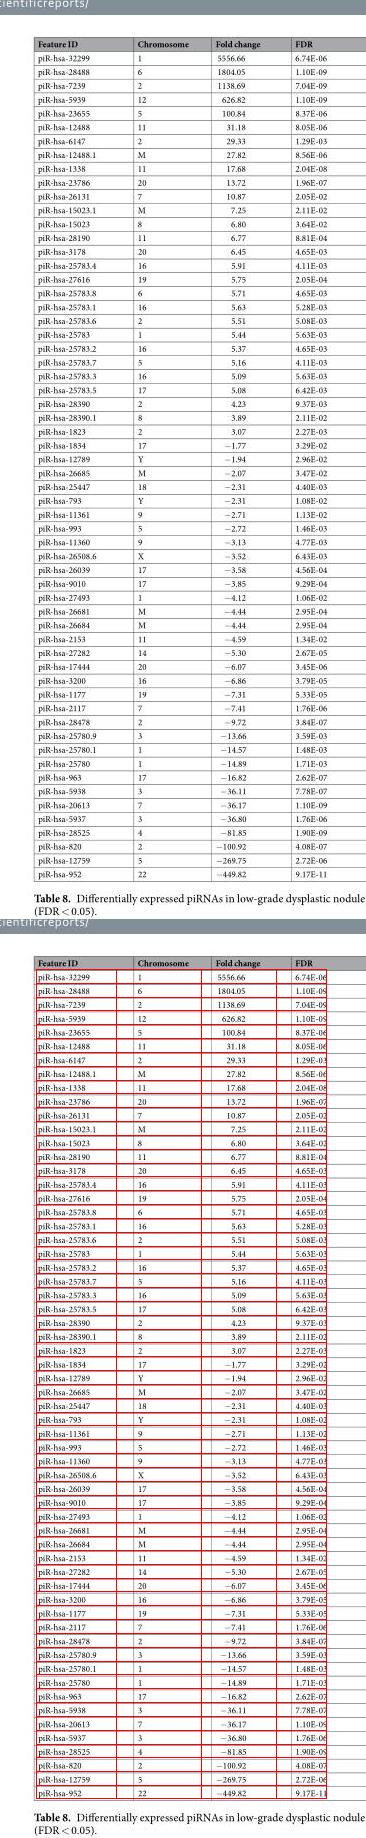 cientificreports/
Feature ID Chromosome Fold change FDR
piR-hsa-32299 1 5556.66 6.74E-06
piR-hsa-28488 6 1804.05 1.10E-09
piR-hsa-7239 2 1138.69 7.04E-09
piR-hsa-5939 12 626.82 1.10E-09
piR-hsa-23655 5 100.84 8.37E-06
piR-hsa-12488 11 31.18 8.05E-06
piR-hsa-6147 2 29.33 1.29E-03
piR-hsa-12488.1 M 27.82 8.56E-06
piR-hsa-1338 11 17.68 2.04E-08
piR-hsa-23786 20 13.72 1.96E-07
piR-hsa-26131 7 10.87 2.05E-02
piR-hsa-15023.1 M 7.25 2.11E-02
piR-hsa-15023 8 6.80 3.64E-02
piR-hsa-28190 11 6.77 8.81E-04
piR-hsa-3178 20 6.45 4.65E-03
piR-hsa-25783.4 16 5.91 4.11E-03
piR-hsa-27616 19 5.75 2.05E-04
piR-hsa-25783.8 6 5.71 4.65E-03
piR-hsa-25783.1 16 5.63 5.28E-03
piR-hsa-25783.6 2 5.51 5.08E-03
piR-hsa-25783 1 5.44 5.63E-03
piR-hsa-25783.2 16 5.37 4.65E-03
piR-hsa-25783.7 5 5.16 4.11E-03
piR-hsa-25783.3 16 5.09 5.63E-03
piR-hsa-25783.5 17 5.08 6.42E-03
piR-hsa-28390 2 4.23 9.37E-03
piR-hsa-28390.1 8 3.89 2.11E-02
piR-hsa-1823 2 3.07 2.27E-03
piR-hsa-1834 17 −1.77 3.29E-02
piR-hsa-12789 Y −1.94 2.96E-02
piR-hsa-26685 M −2.07 3.47E-02
piR-hsa-25447 18 −2.31 4.40E-03
piR-hsa-793 Y −2.31 1.08E-02
piR-hsa-11361 9 −2.71 1.13E-02
piR-hsa-993 5 −2.72 1.46E-03
piR-hsa-11360 9 −3.13 4.77E-03
piR-hsa-26508.6 X −3.52 6.43E-03
piR-hsa-26039 17 −3.58 4.56E-04
piR-hsa-9010 17 −3.85 9.29E-04
piR-hsa-27493 1 −4.12 1.06E-02
piR-hsa-26681 M −4.44 2.95E-04
piR-hsa-26684 M −4.44 2.95E-04
piR-hsa-2153 11 −4.59 1.34E-02
piR-hsa-27282 14 −5.30 2.67E-05
piR-hsa-17444 20 −6.07 3.45E-06
piR-hsa-3200 16 −6.86 3.79E-05
piR-hsa-1177 19 −7.31 5.33E-05
piR-hsa-2117 7 −7.41 1.76E-06
piR-hsa-28478 2 −9.72 3.84E-07
piR-hsa-25780.9 3 −13.66 3.59E-03
piR-hsa-25780.1 1 −14.57 1.48E-03
piR-hsa-25780 1 −14.89 1.71E-03
piR-hsa-963 17 −16.82 2.62E-07
piR-hsa-5938 3 −36.11 7.78E-07
piR-hsa-20613 7 −36.17 1.10E-09
piR-hsa-5937 3 −36.80 1.76E-06
piR-hsa-28525 4 −81.85 1.90E-09
piR-hsa-820 2 −100.92 4.08E-07
piR-hsa-12759 5 −269.75 2.72E-06
piR-hsa-952 22 −449.82 9.17E-11
Table 8. Differentially expressed piRNAs in low-grade dysplastic nodule
(FDR < 0.05).
cientificreports/
Feature ID Chromosome Fold change FDR
piR-hsa-32299 1 5556.66 6.74E-06
piR-hsa-28488 6 1804.05 1.10E-09
piR-hsa-7239 2 1138.69 7.04E-09
piR-hsa-5939 12 626.82 1.10E-09
piR-hsa-23655 5 100.84 8.37E-06
piR-hsa-12488 11 31.18 8.05E-06
piR-hsa-6147 2 29.33 1.29E-03
piR-hsa-12488.1 M 27.82 8.56E-06
piR-hsa-1338 11 17.68 2.04E-08
piR-hsa-23786 20 13.72 1.96E-07
piR-hsa-26131 7 10.87 2.05E-02
piR-hsa-15023.1 M 7.25 2.11E-02
piR-hsa-15023 8 6.80 3.64E-02
piR-hsa-28190 11 6.77 8.81E-04
piR-hsa-3178 20 6.45 4.65E-03
piR-hsa-25783.4 16 5.91 4.11E-03
piR-hsa-27616 19 5.75 2.05E-04
piR-hsa-25783.8 6 5.71 4.65E-03
piR-hsa-25783.1 16 5.63 5.28E-03
piR-hsa-25783.6 2 5.51 5.08E-03
piR-hsa-25783 1 5.44 5.63E-03
piR-hsa-25783.2 16 5.37 4.65E-03
piR-hsa-25783.7 5 5.16 4.11E-03
piR-hsa-25783.3 16 5.09 5.63E-03
piR-hsa-25783.5 17 5.08 6.42E-03
piR-hsa-28390 2 4.23 9.37E-03
piR-hsa-28390.1 8 3.89 2.11E-02
piR-hsa-1823 2 3.07 2.27E-03
piR-hsa-1834 17 −1.77 3.29E-02
piR-hsa-12789 Y −1.94 2.96E-02
piR-hsa-26685 M −2.07 3.47E-02
piR-hsa-25447 18 −2.31 4.40E-03
piR-hsa-793 Y −2.31 1.08E-02
piR-hsa-11361 9 −2.71 1.13E-02
piR-hsa-993 5 −2.72 1.46E-03
piR-hsa-11360 9 −3.13 4.77E-03
piR-hsa-26508.6 X −3.52 6.43E-03
piR-hsa-26039 17 −3.58 4.56E-04
piR-hsa-9010 17 −3.85 9.29E-04
piR-hsa-27493 1 −4.12 1.06E-02
piR-hsa-26681 M −4.44 2.95E-04
piR-hsa-26684 M −4.44 2.95E-04
piR-hsa-2153 11 −4.59 1.34E-02
piR-hsa-27282 14 −5.30 2.67E-05
piR-hsa-17444 20 −6.07 3.45E-06
piR-hsa-3200 16 −6.86 3.79E-05
piR-hsa-1177 19 −7.31 5.33E-05
piR-hsa-2117 7 −7.41 1.76E-06
piR-hsa-28478 2 −9.72 3.84E-07
piR-hsa-25780.9 3 −13.66 3.59E-03
piR-hsa-25780.1 1 −14.57 1.48E-03
piR-hsa-25780 1 −14.89 1.71E-03
piR-hsa-963 17 −16.82 2.62E-07
piR-hsa-5938 3 −36.11 7.78E-07
piR-hsa-20613 7 −36.17 1.10E-09
piR-hsa-5937 3 −36.80 1.76E-06
piR-hsa-28525 4 −81.85 1.90E-09
piR-hsa-820 2 −100.92 4.08E-07
piR-hsa-12759 5 −269.75 2.72E-06
piR-hsa-952 22 −449.82 9.17E-11
Table 8. Differentially expressed piRNAs in low-grade dysplastic nodule
(FDR < 0.05).